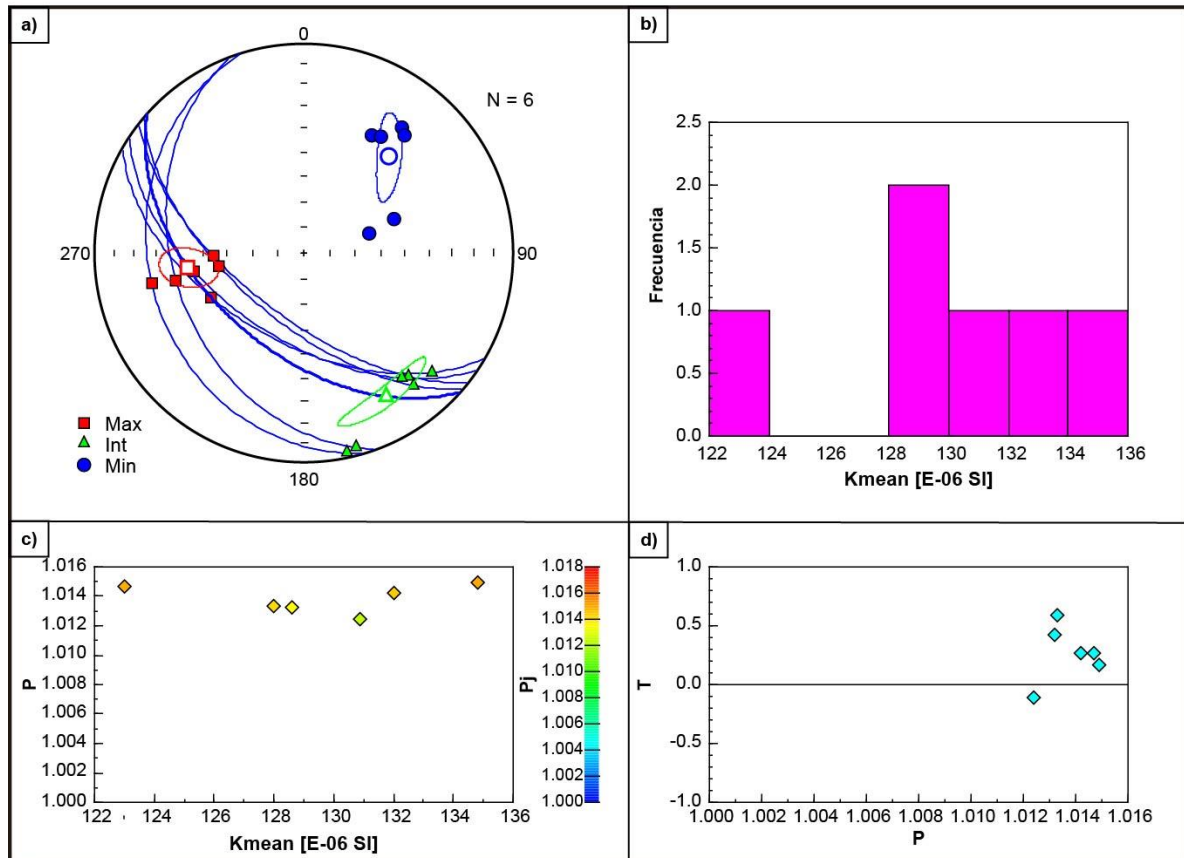 a)
0
N = 6
270
90
180
Max
Int
Min
b)
Frecuencia
2.5
2.0
1.5
1.0
0.5
0.0
122 124 126 128 130 132 134 136
Kmean [E-06 SI]
c)
P
1.016
1.014
1.012
1.010
1.008
1.006
1.004
1.002
1.000
122 124 126 128 130 132 134 136
Kmean [E-06 SI]
Pj
1.018
1.016
1.014
1.012
1.010
1.008
1.006
1.004
1.002
1.000
d)
T
1.0
0.5
0.0
-0.5
-1.0
1.000 1.002 1.004 1.006 1.008 1.010 1.012 1.014 1.016
P